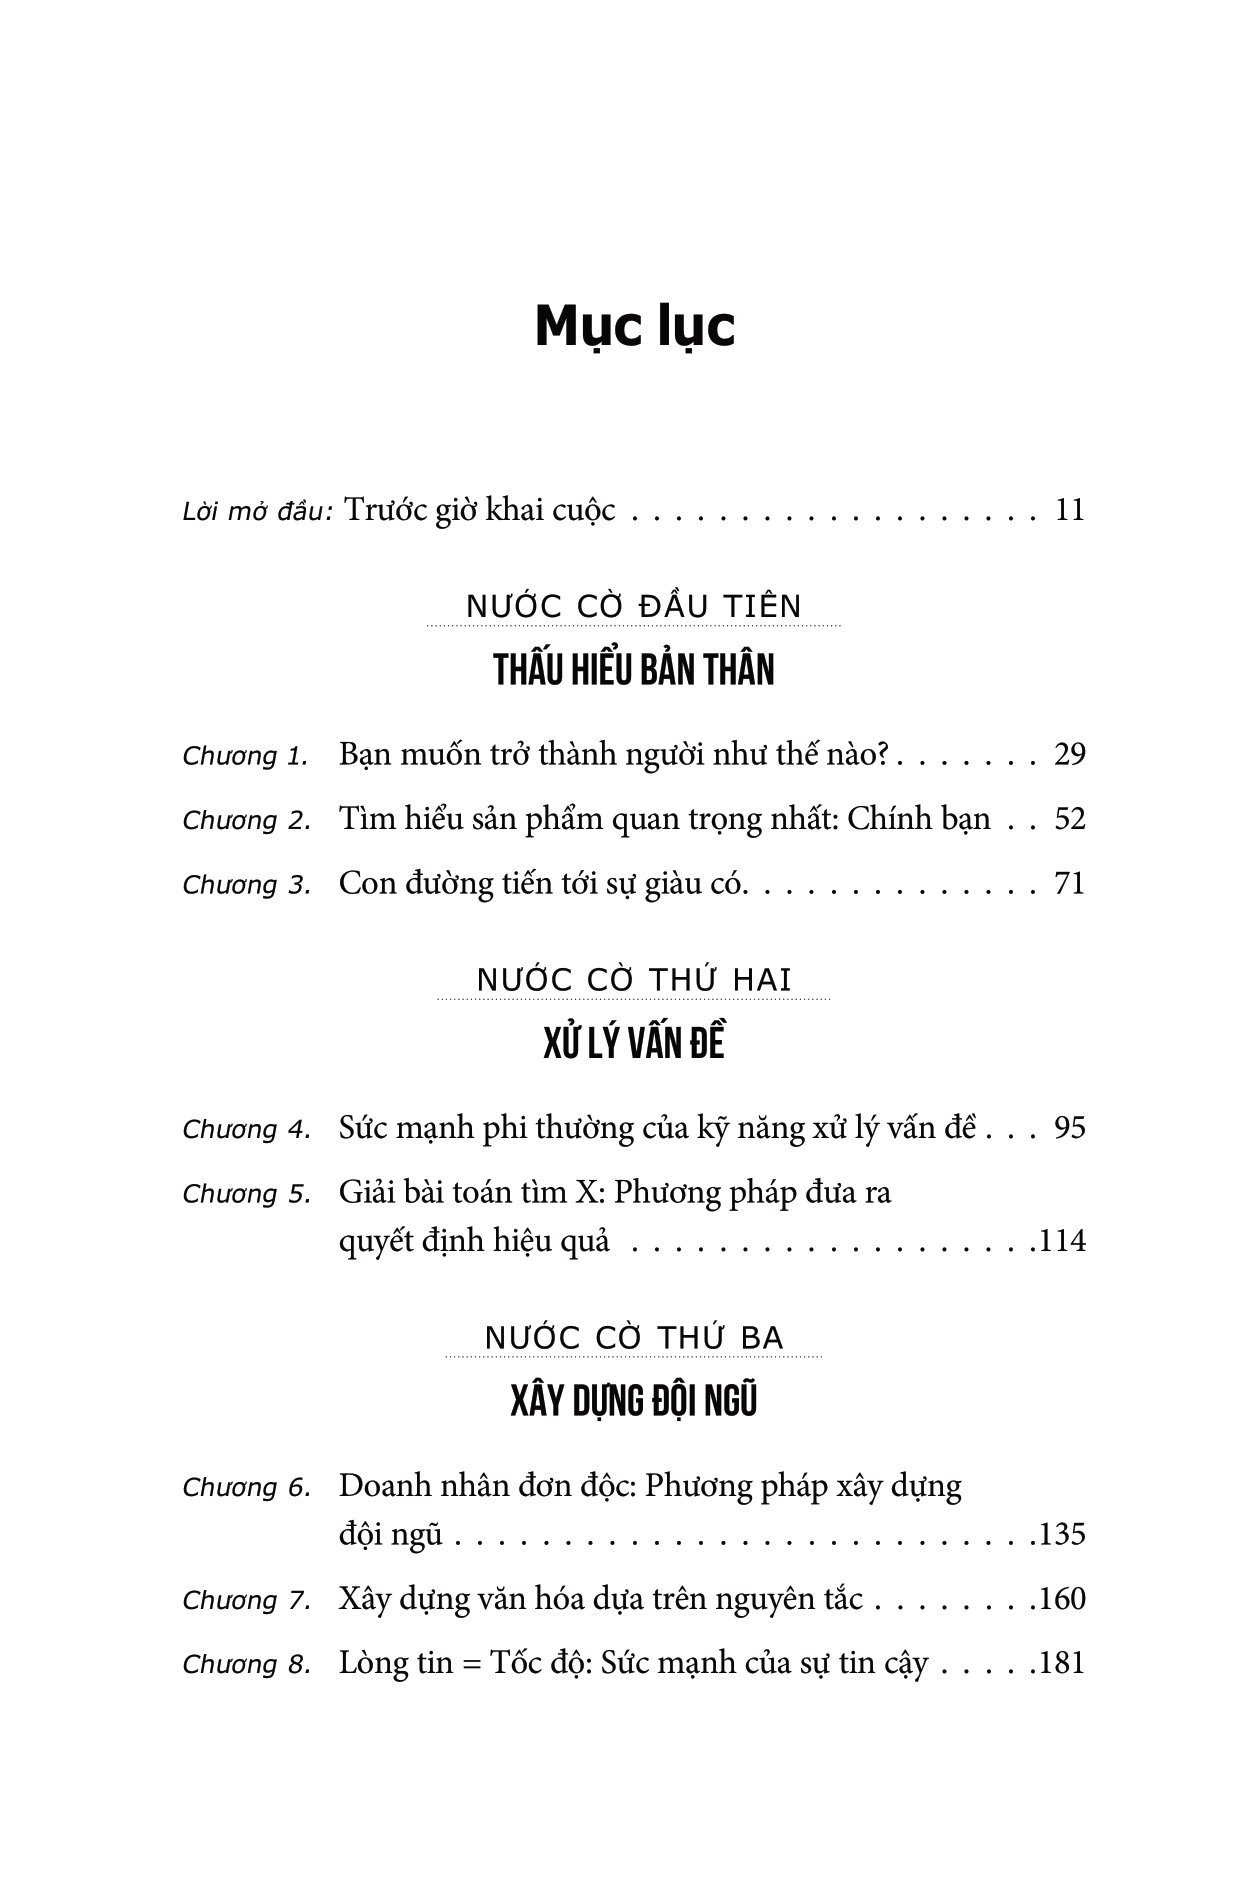 Mục lục
Lời mở đầu: Trước giờ khai cuộc . . . . . . . . . . . . . . . . . . . 11
NƯỚC CỜ ĐẦU TIÊN
THẤU HIỂU BẢN THÂN
Chương 1. Bạn muốn trở thành người như thế nào? . . . . . . . 29
Chương 2. Tìm hiểu sản phẩm quan trọng nhất: Chính bạn . . 52
Chương 3. Con đường tiến tới sự giàu có. . . . . . . . . . . . . . 71
NƯỚC CỜ THỨ HAI
XỬ LÝ VẤN ĐỀ
Chương 4. Sức mạnh phi thường của kỹ năng xử lý vấn đề . . . 95
Chương 5. Giải bài toán tìm X: Phương pháp đưa ra
quyết định hiệu quả . . . . . . . . . . . . . . . . . . .114
NƯỚC CỜ THỨ BA
XÂY DỰNG ĐỘI NGŨ
Chương 6. Doanh nhân đơn độc: Phương pháp xây dựng
đội ngũ . . . . . . . . . . . . . . . . . . . . . . . . . . .135
Chương 7. Xây dựng văn hóa dựa trên nguyên tắc . . . . . . . .160
Chương 8. Lòng tin = Tốc độ: Sức mạnh của sự tin cậy . . . . .181